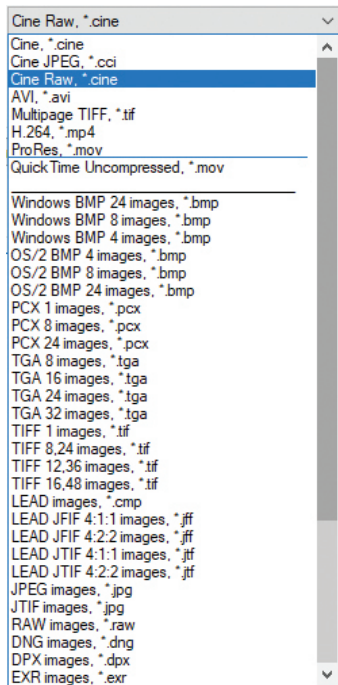 Cine Raw, *.cine
Cine, *.cine
Cine JPEG, *.cci
Cine Raw, *.cine
AVI, *.avi
Multipage TIFF, *.tif
H.264, *.mp4
ProRes, *.mov
QuickTime Uncompressed, *.mov
Windows BMP 24 images, *.bmp
Windows BMP 8 images, *.bmp
Windows BMP 4 images, *.bmp
OS/2 BMP 4 images, *.bmp
OS/2 BMP 8 images, *.bmp
OS/2 BMP 24 images, *.bmp
PCX 1 images, *.pcx
PCX 8 images, *.pcx
PCX 24 images, *.pcx
TGA 8 images, *.tga
TGA 16 images, *.tga
TGA 24 images, *.tga
TGA 32 images, *.tga
TIFF 1 images, *.tif
TIFF 8,24 images, *.tif
TIFF 12,36 images, *.tif
TIFF 16,48 images, *.tif
LEAD images, *.cmp
LEAD JFIF 4:1:1 images, *.jff
LEAD JFIF 4:2:2 images, *.jff
LEAD JTIF 4:1:1 images, *.jtf
LEAD JTIF 4:2:2 images, *.jtf
JPEG images, *.jpg
JTIF images, *.jpg
RAW images, *.raw
DNG images, *.dng
DPX images, *.dpx
EXR images, *.exr